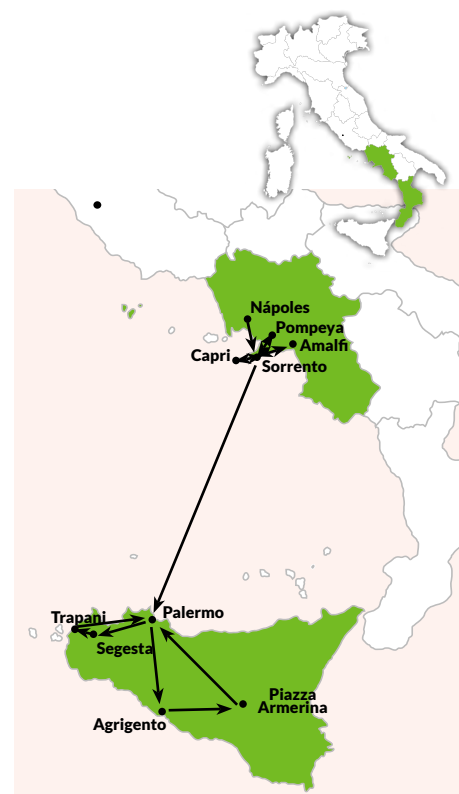 Nápoles
Pompeya
Amalfi
Capri
Sorrento
Trapani
Palermo
Segesta
Piazza
Armerina
Agrigento